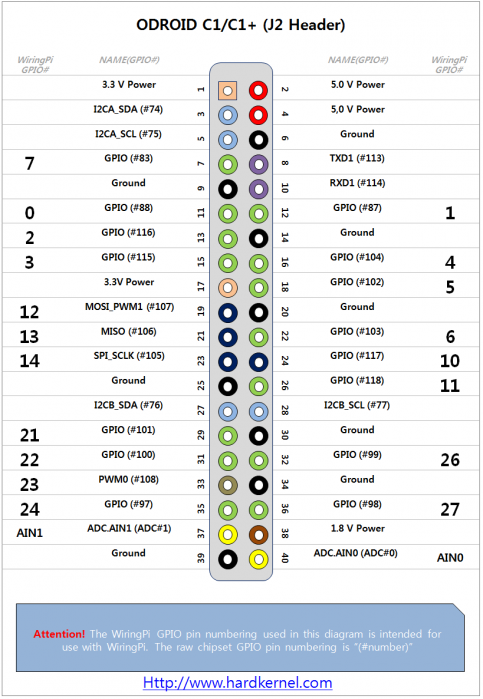 ODROID C1/C1+ (J2 Header)
WiringPi GPIO# NAME(GPIO#) NAME(GPIO#) WiringPi GPIO#
3.3 V Power 1 2 5.0 V Power
I2CA_SDA (#74) 3 4 5,0 V Power
I2CA_SCL (#75) 5 6 Ground
7 GPIO (#83) 7 8 TXD1 (#113)
Ground 9 10 RXD1 (#114)
0 GPIO (#88) 11 12 GPIO (#87) 1
2 GPIO (#116) 13 14 Ground
3 GPIO (#115) 15 16 GPIO (#104) 4
3.3V Power 17 18 GPIO (#102) 5
12 MOSI_PWM1 (#107) 19 20 Ground
13 MISO (#106) 21 22 GPIO (#103) 6
14 SPI_SCLK (#105) 23 24 GPIO (#117) 10
Ground 25 26 GPIO (#118) 11
I2CB_SDA (#76) 27 28 I2CB_SCL (#77)
21 GPIO (#101) 29 30 Ground
22 GPIO (#100) 31 32 GPIO (#99) 26
23 PWM0 (#108) 33 34 Ground
24 GPIO (#97) 35 36 GPIO (#98) 27
AIN1 ADC.AIN1 (ADC#1) 37 38 1.8 V Power
Ground 39 40 ADC.AIN0 (ADC#0) AIN0
Attention! The WiringPi GPIO pin numbering used in this diagram is intended for
use with WiringPi. The raw chipset GPIO pin numbering is "(#number)"
http://www.hardkernel.com